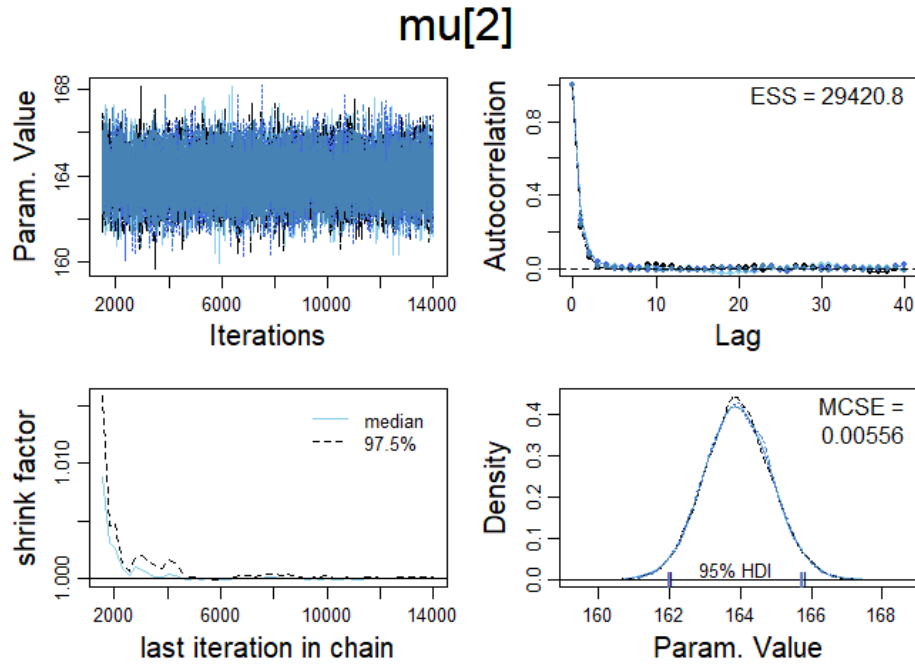 mu[2]
Param. Value
168
164
160
2000
6000
10000
14000
Iterations
Autocorrelation
0.8
0.4
0.0
ESS = 29420.8
0
10
20
30
40
Lag
shrink factor
1.010
1.000
median
97.5%
2000
6000
10000
14000
last iteration in chain
Density
0.4
0.3
0.2
0.1
0.0
MCSE =
0.00556
95% HDI
160
162
164
166
168
Param. Value